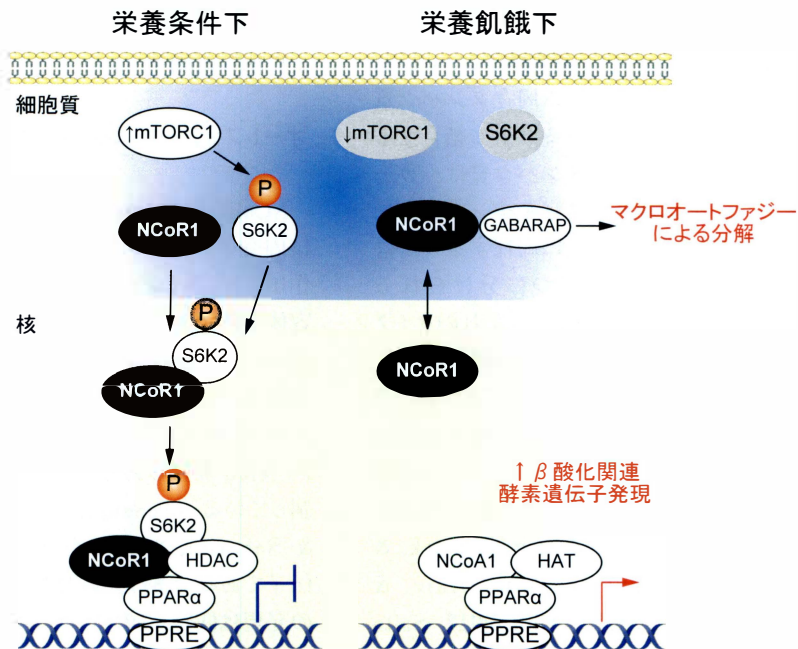 栄養条件下
栄養飢餓下
細胞質
↑mTORC1
↓mTORC1
S6K2
P
NCoR1
S6K2
NCoR1
GABARAP
マクロオートファジー
による分解
核
P
S6K2
NCoR1
NCoR1
P
S6K2
NCoR1
HDAC
PPARα
PPRE
↑β酸化関連
酵素遺伝子発現
NCoA1
HAT
PPARα
PPRE